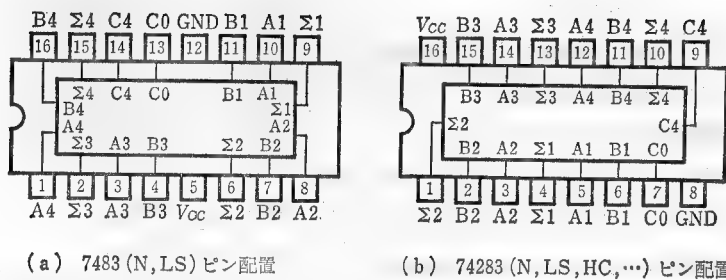 B4 Σ4 C4 C0 GND B1 A1 Σ1
16 15 14 13 12 11 10 9
Σ4 C4 C0 B1 A1
B4 Σ1
A4 A2
Σ3 A3 B3 Σ2 B2
1 2 3 4 5 6 7 8
A4 Σ3 A3 B3 Vcc Σ2 B2 A2
(a) 7483 (N, LS) ピン配置
Vcc B3 A3 Σ3 A4 B4 Σ4 C4
16 15 14 13 12 11 10 9
B3 A3 Σ3 A4 B4 Σ4
Σ2 C4
B2 A2 Σ1 A1 B1 C0
1 2 3 4 5 6 7 8
Σ2 B2 A2 Σ1 A1 B1 C0 GND
(b) 74283 (N, LS, HC, …) ピン配置